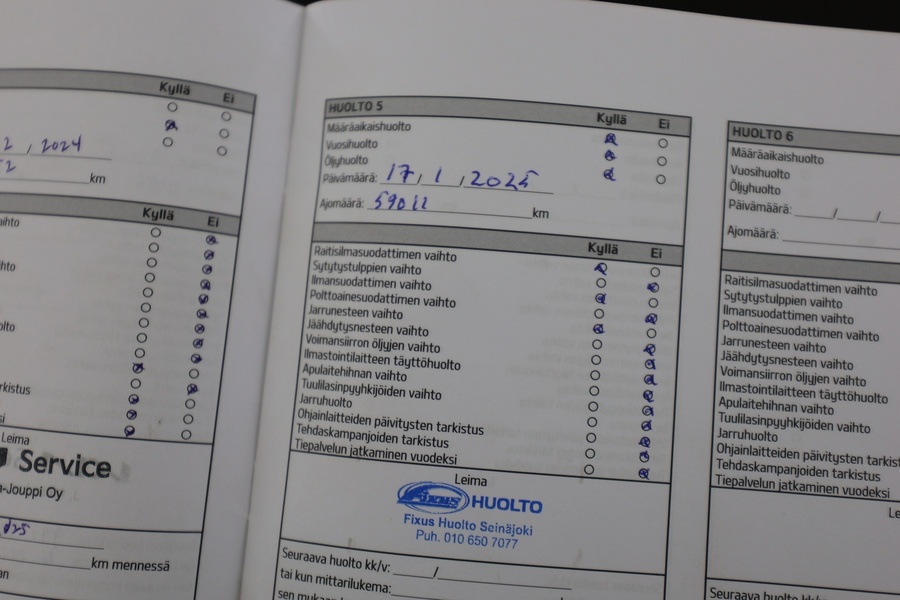 Kyllä Ei
2, 2024
km
Kyllä Ei
Leima
Service
-Jouppi Oy
km mennessä
HUOLTO 5
Kyllä Ei
Määräaikaishuolto
Vuosihuolto
Öljyhuolto
Päivämäärä: 17/1/2025
Ajomäärä: 59011 km
Kyllä Ei
Raitisilmasuodattimen vaihto
Sytytystulppien vaihto
Ilmansuodattimen vaihto
Polttoainesuodattimen vaihto
Jarrunesteen vaihto
Jäähdytysnesteen vaihto
Voimansiirron öljyjen vaihto
Ilmastointilaitteen täyttöhuolto
Apulaitehihnan vaihto
Tuulilasinpyyhkijöiden vaihto
Jarruhuolto
Ohjainlaitteiden päivitysten tarkistus
Tehdaskampanjoiden tarkistus
Tiepalvelun jatkaminen vuodeksi
Leima
Fixus HUOLTO
Fixus Huolto Seinäjoki
Puh. 010 650 7077
Seuraava huolto kk/v: /
tai kun mittarilukema:
HUOLTO 6
Määräaikaishuolto
Vuosihuolto
Öljyhuolto
Päivämäärä: / /
Ajomäärä:
Raitisilmasuodattimen vaihto
Sytytystulppien vaihto
Ilmansuodattimen vaihto
Polttoainesuodattimen vaihto
Jarrunesteen vaihto
Jäähdytysnesteen vaihto
Voimansiirron öljyjen vaihto
Ilmastointilaitteen täyttöhuolto
Apulaitehihnan vaihto
Tuulilasinpyyhkijöiden vaihto
Jarruhuolto
Ohjainlaitteiden päivitysten tarkist
Tehdaskampanjoiden tarkistus
Tiepalvelun jatkaminen vuodeksi
Le